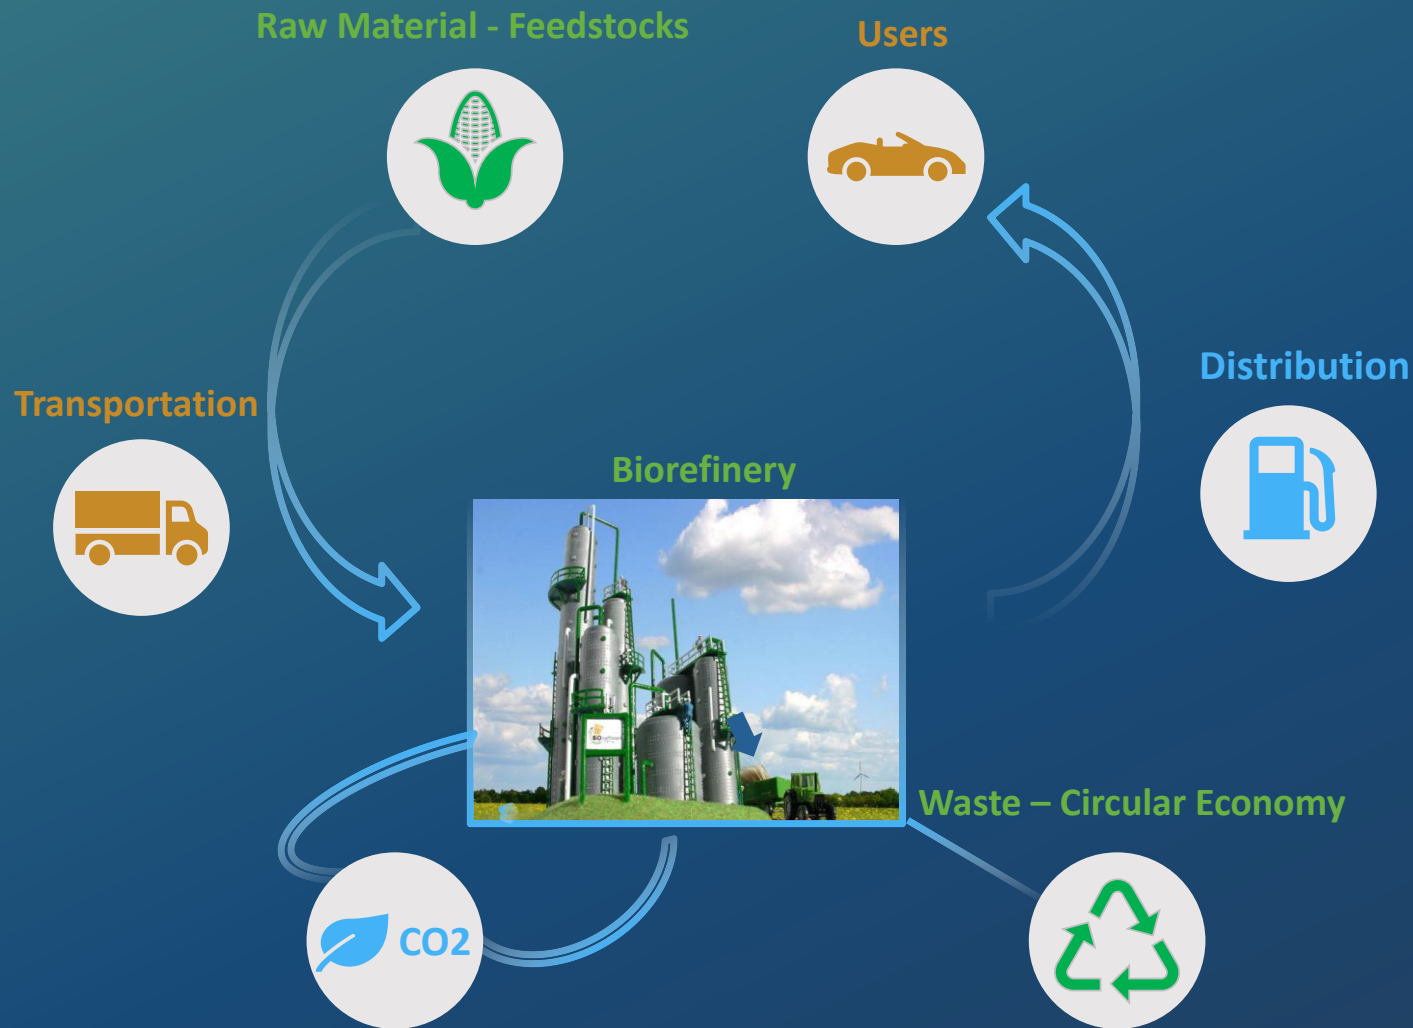 Raw Material - Feedstocks
Users
Transportation
Distribution
Biorefinery
Waste – Circular Economy
CO2